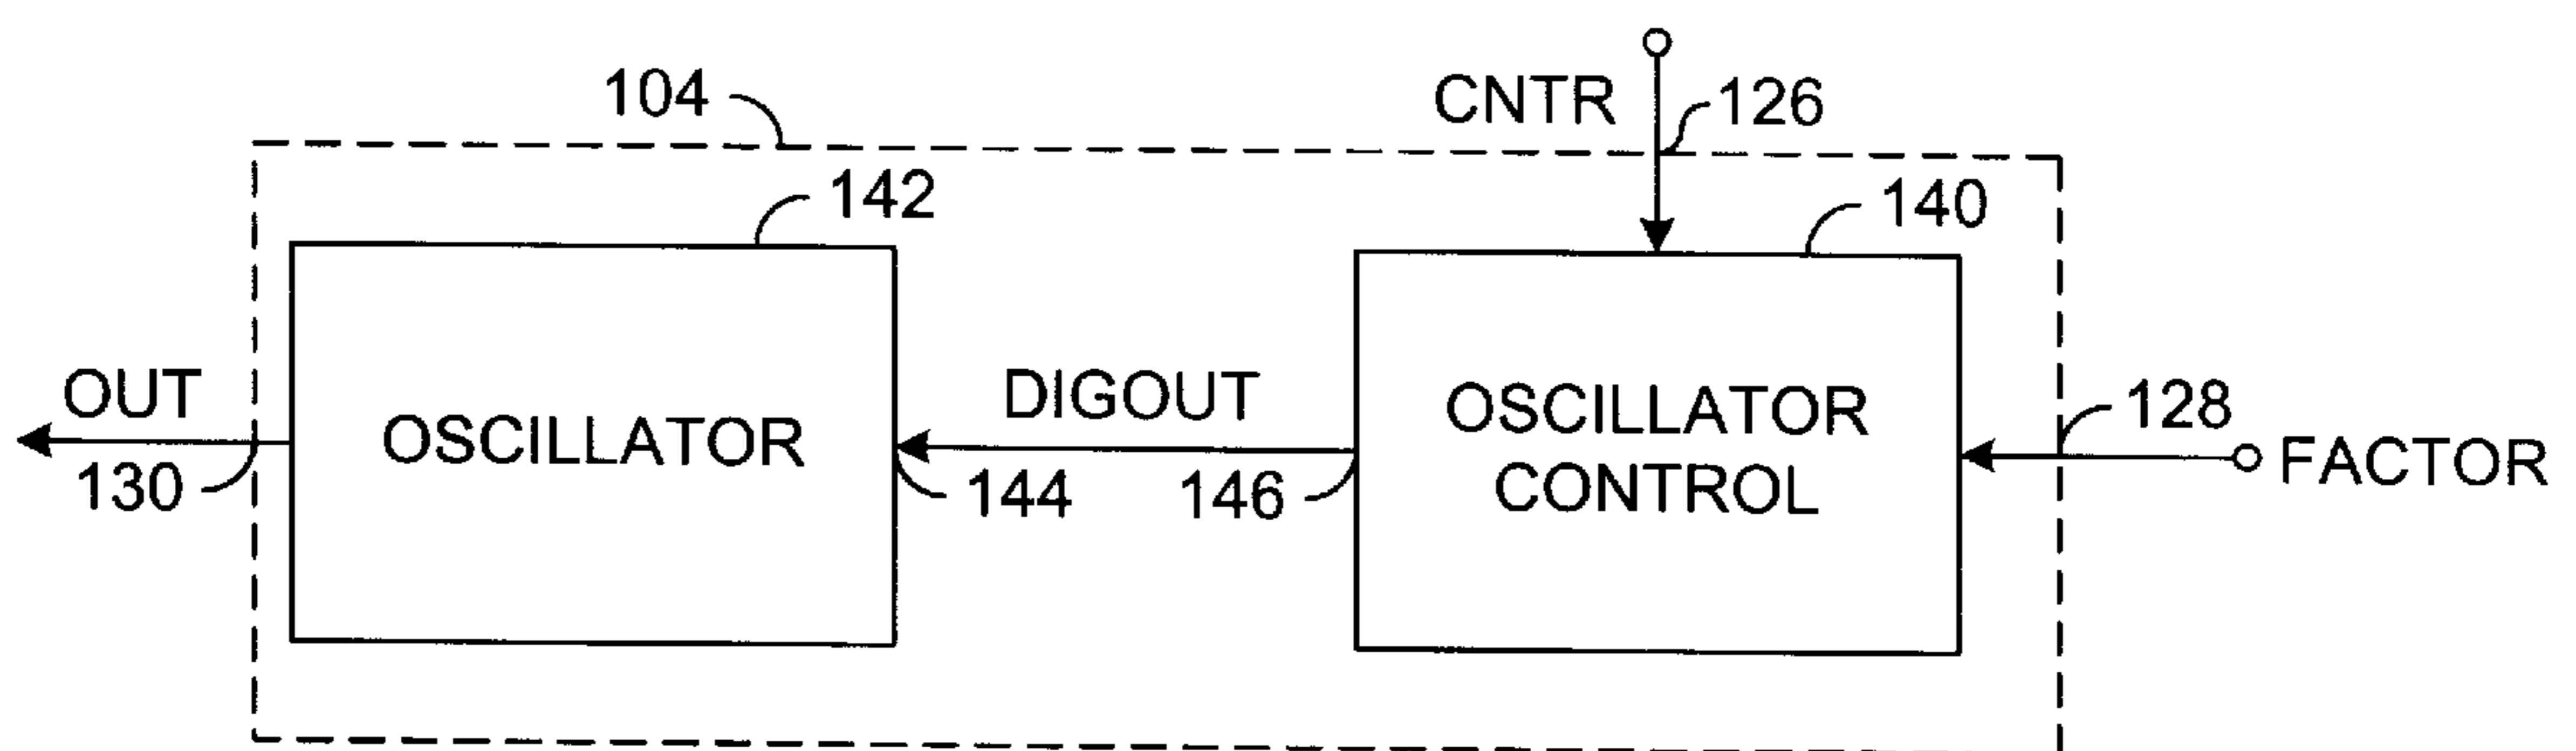 104
CNTR
126
142
140
OUT
130
OSCILLATOR
DIGOUT
144
146
OSCILLATOR
CONTROL
128
FACTOR